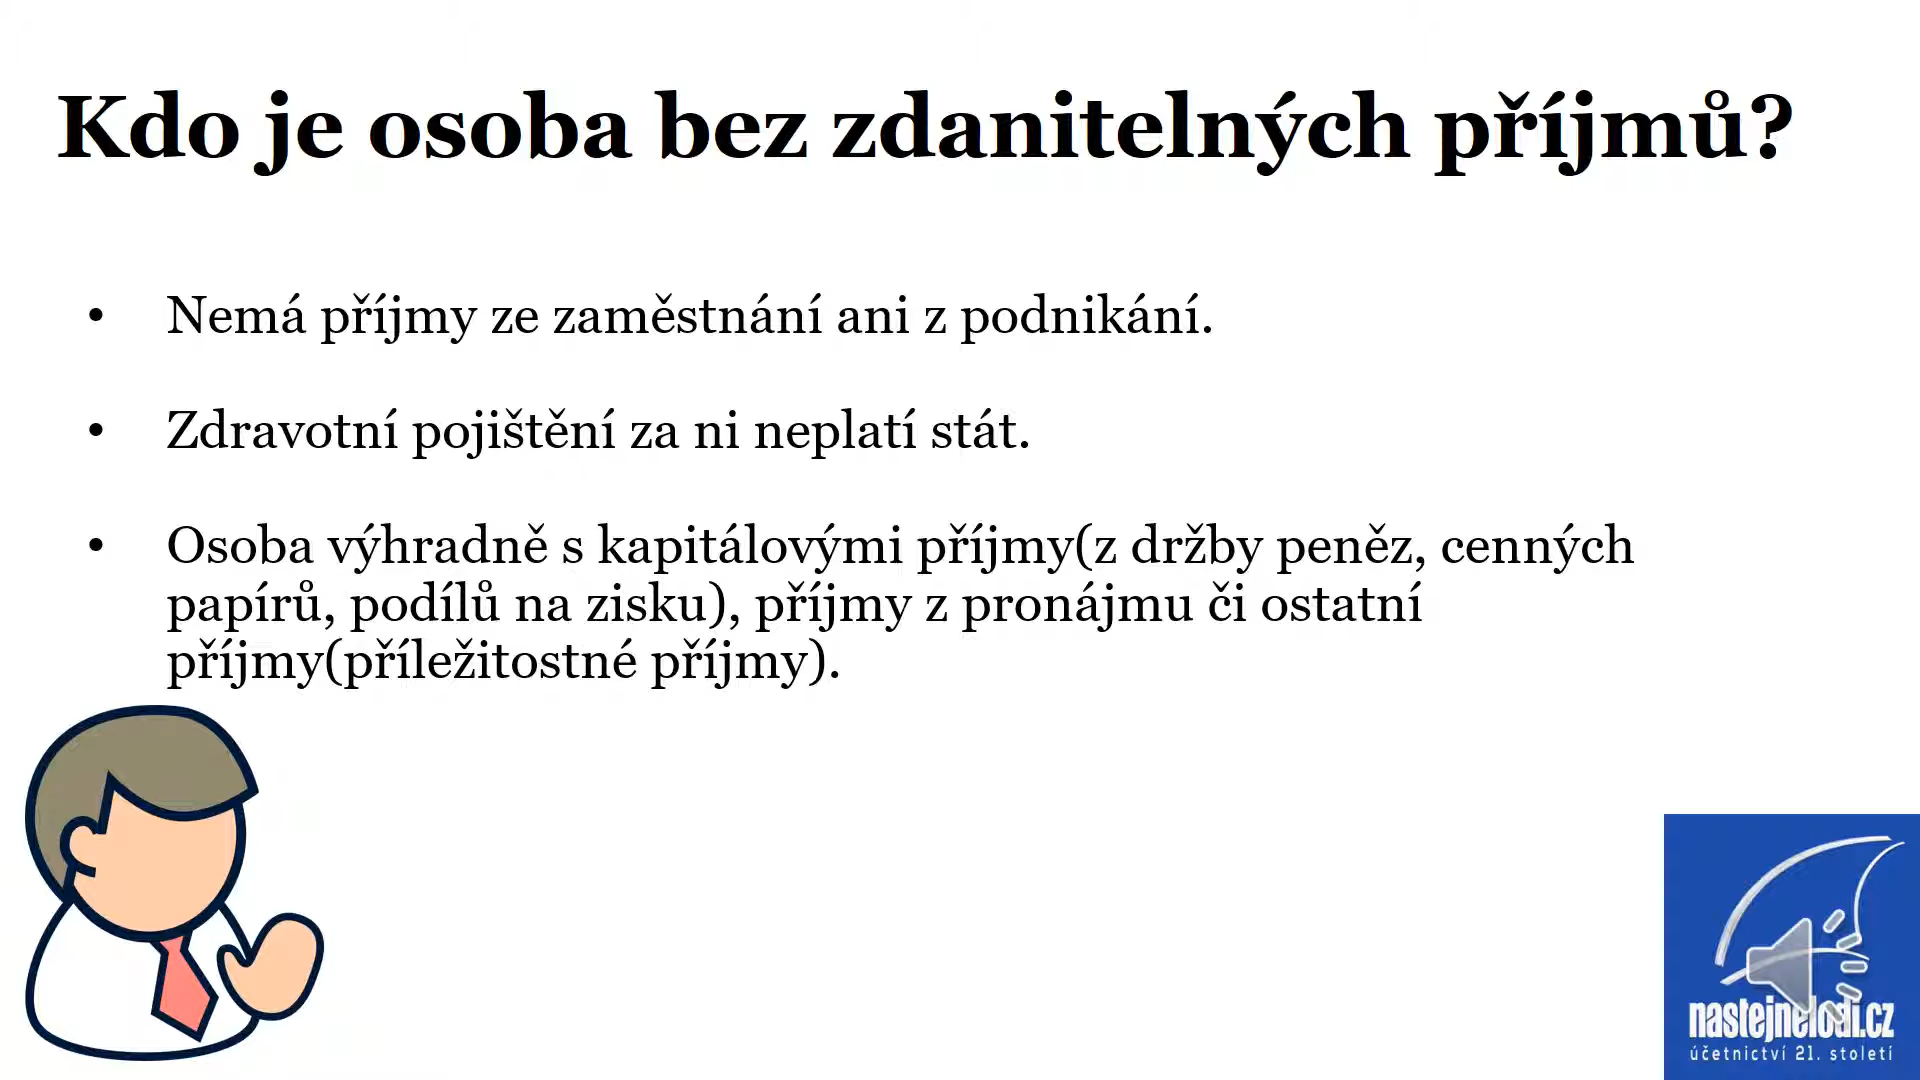 Kdo je osoba bez zdanitelných příjmů?
• Nemá příjmy ze zaměstnání ani z podnikání.
• Zdravotní pojištění za ni neplatí stát.
• Osoba výhradně s kapitálovými příjmy(z držby peněz, cenných
papírů, podílů na zisku), příjmy z pronájmu či ostatní
příjmy(příležitostné příjmy).
nastejnelodi.cz
účetnictví 21. století